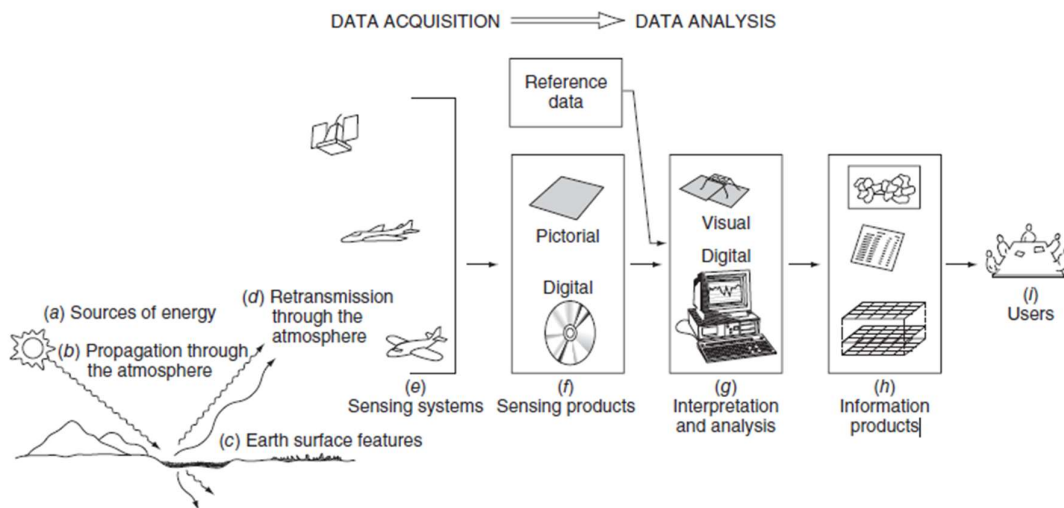 DATA ACQUISITION
DATA ANALYSIS
Reference
data
Pictorial
Digital
Visual
Digital
(a) Sources of energy
(b) Propagation through
the atmosphere
(c) Earth surface features
(d) Retransmission
through the
atmosphere
(e)
Sensing systems
(f)
Sensing products
(g)
Interpretation
and analysis
(h)
Information
products
(i)
Users